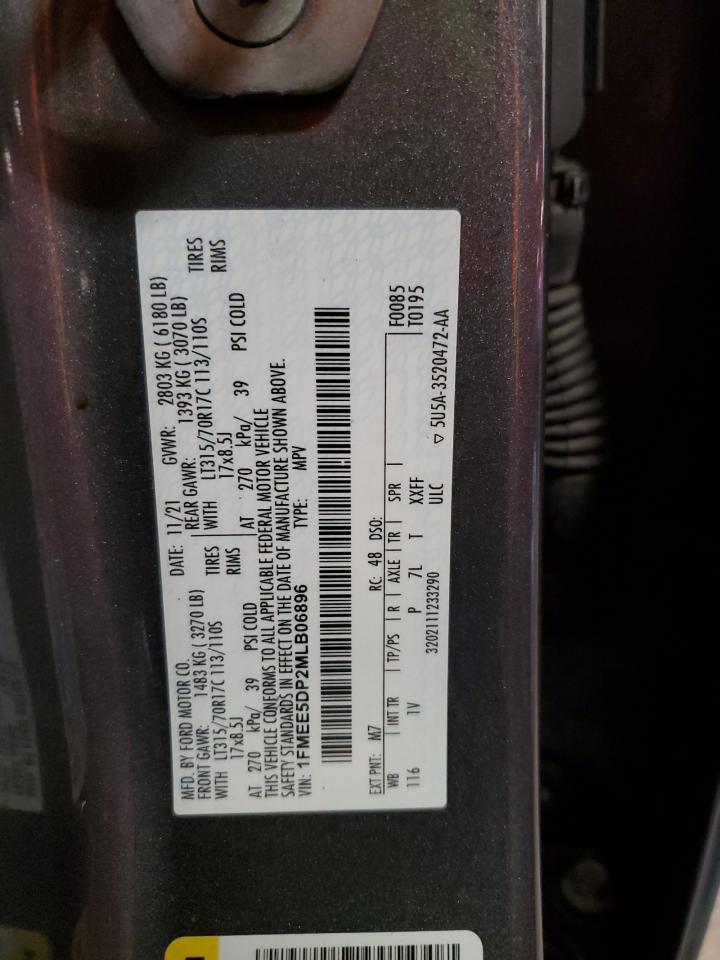 MFD. BY FORD MOTOR CO.
DATE: 11/21 GVWR: 2803 KG ( 6180 LB)
FRONT GAWR: 1483 KG ( 3270 LB) REAR GAWR: 1393 KG ( 3070 LB)
WITH LT315/70R17C 113/110S TIRES WITH LT315/70R17C 113/110S TIRES
17x8.5J RIMS 17x8.5J RIMS
AT 270 kPa/ 39 PSI COLD AT 270 kPa/ 39 PSI COLD
THIS VEHICLE CONFORMS TO ALL APPLICABLE FEDERAL MOTOR VEHICLE
SAFETY STANDARDS IN EFFECT ON THE DATE OF MANUFACTURE SHOWN ABOVE.
VIN: 1FMEE5DP2MLB06896 TYPE: MPV
EXT PNT: M7 RC: 48 DSO:
WB INT TR TP/PS R AXLE TR SPR F0085
116 1V P 7L T XXFF T0195
3202111233290 ULC ▽ 5U5A-3520472-AA